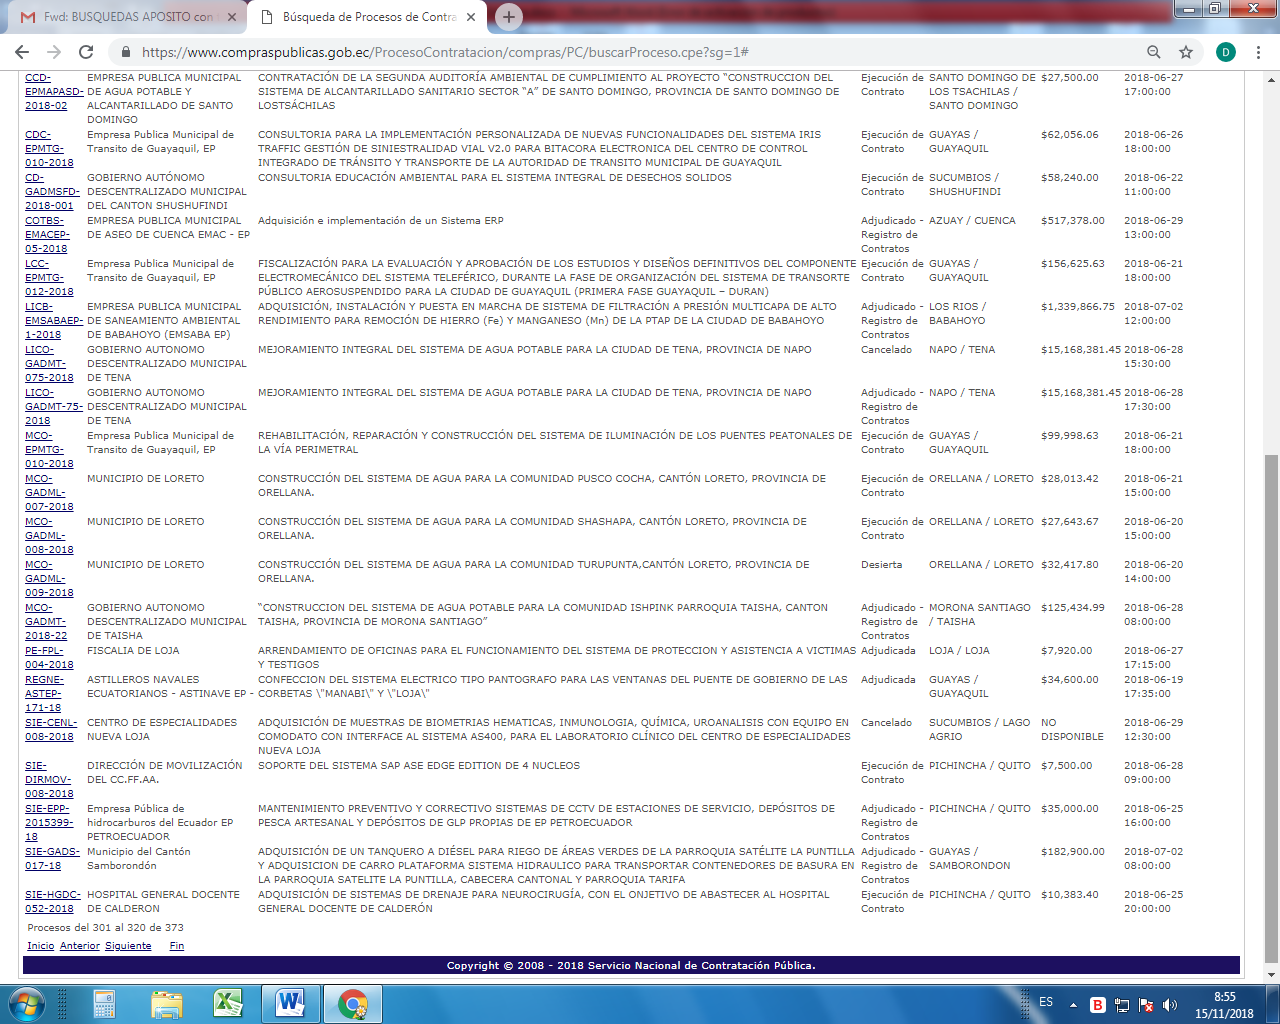 Fwd: BUSQUEDAS APOSITO con
Búsqueda de Procesos de Contra
https://www.compraspublicas.gob.ec/ProcesoContratacion/compras/PC/buscarProceso.cpe?sg=1#
D
CCD- EMPRESA PUBLICA MUNICIPAL CONTRATACIÓN DE LA SEGUNDA AUDITORÍA AMBIENTAL DE CUMPLIMIENTO AL PROYECTO "CONSTRUCCION DEL Ejecución de SANTO DOMINGO DE $27,500.00 2018-06-27
EPMAPASD- DE AGUA POTABLE Y SISTEMA DE ALCANTARILLADO SANITARIO SECTOR "A" DE SANTO DOMINGO, PROVINCIA DE SANTO DOMINGO DE Contrato LOS TSACHILAS / 17:00:00
2018-02 ALCANTARILLADO DE SANTO LOSTSÁCHILAS SANTO DOMINGO
DOMINGO
CDC- Empresa Publica Municipal de CONSULTORIA PARA LA IMPLEMENTACIÓN PERSONALIZADA DE NUEVAS FUNCIONALIDADES DEL SISTEMA IRIS Ejecución de GUAYAS / $62,056.06 2018-06-26
EPMTG- Transito de Guayaquil, EP TRAFFIC GESTIÓN DE SINIESTRALIDAD VIAL V2.0 PARA BITACORA ELECTRONICA DEL CENTRO DE CONTROL Contrato GUAYAQUIL 18:00:00
010-2018 INTEGRADO DE TRÁNSITO Y TRANSPORTE DE LA AUTORIDAD DE TRANSITO MUNICIPAL DE GUAYAQUIL
CD- GOBIERNO AUTÓNOMO CONSULTORIA EDUCACIÓN AMBIENTAL PARA EL SISTEMA INTEGRAL DE DESECHOS SOLIDOS Ejecución de SUCUMBIOS / $58,240.00 2018-06-22
GADMSFD- DESCENTRALIZADO MUNICIPAL Contrato SHUSHUFINDI 11:00:00
2018-001 DEL CANTON SHUSHUFINDI
COTBS- EMPRESA PUBLICA MUNICIPAL Adquisición e implementación de un Sistema ERP Adjudicado - AZUAY / CUENCA $517,378.00 2018-06-29
EMACEP- DE ASEO DE CUENCA EMAC - EP Registro de 13:00:00
05-2018 Contratos
LCC- Empresa Publica Municipal de FISCALIZACIÓN PARA LA EVALUACIÓN Y APROBACIÓN DE LOS ESTUDIOS Y DISEÑOS DEFINITIVOS DEL COMPONENTE Ejecución de GUAYAS / $156,625.63 2018-06-21
EPMTG- Transito de Guayaquil, EP ELECTROMECÁNICO DEL SISTEMA TELEFÉRICO, DURANTE LA FASE DE ORGANIZACIÓN DEL SISTEMA DE TRANSORTE Contrato GUAYAQUIL 18:00:00
012-2018 PÚBLICO AEROSUSPENDIDO PARA LA CIUDAD DE GUAYAQUIL (PRIMERA FASE GUAYAQUIL – DURAN)
LICB- EMPRESA PUBLICA MUNICIPAL ADQUISICIÓN, INSTALACIÓN Y PUESTA EN MARCHA DE SISTEMA DE FILTRACIÓN A PRESIÓN MULTICAPA DE ALTO Adjudicado - LOS RIOS / $1,339,866.75 2018-07-02
EMSABAEP- DE SANEAMIENTO AMBIENTAL RENDIMIENTO PARA REMOCIÓN DE HIERRO (Fe) Y MANGANESO (Mn) DE LA PTAP DE LA CIUDAD DE BABAHOYO Registro de BABAHOYO 12:00:00
1-2018 DE BABAHOYO (EMSABA EP) Contratos
LICO- GOBIERNO AUTONOMO MEJORAMIENTO INTEGRAL DEL SISTEMA DE AGUA POTABLE PARA LA CIUDAD DE TENA, PROVINCIA DE NAPO Cancelado NAPO / TENA $15,168,381.45 2018-06-28
GADMT- DESCENTRALIZADO MUNICIPAL 15:30:00
075-2018 DE TENA
LICO- GOBIERNO AUTONOMO MEJORAMIENTO INTEGRAL DEL SISTEMA DE AGUA POTABLE PARA LA CIUDAD DE TENA, PROVINCIA DE NAPO Adjudicado - NAPO / TENA $15,168,381.45 2018-06-28
GADMT-75- DESCENTRALIZADO MUNICIPAL Registro de 17:30:00
2018 DE TENA Contratos
MCO- Empresa Publica Municipal de REHABILITACIÓN, REPARACIÓN Y CONSTRUCCIÓN DEL SISTEMA DE ILUMINACIÓN DE LOS PUENTES PEATONALES DE Ejecución de GUAYAS / $99,998.63 2018-06-21
EPMTG- Transito de Guayaquil, EP LA VÍA PERIMETRAL Contrato GUAYAQUIL 18:00:00
010-2018
MCO- MUNICIPIO DE LORETO CONSTRUCCIÓN DEL SISTEMA DE AGUA PARA LA COMUNIDAD PUSCO COCHA, CANTÓN LORETO, PROVINCIA DE Ejecución de ORELLANA / LORETO $28,013.42 2018-06-21
GADML- ORELLANA. Contrato 15:00:00
007-2018
MCO- MUNICIPIO DE LORETO CONSTRUCCIÓN DEL SISTEMA DE AGUA PARA LA COMUNIDAD SHASHAPA, CANTÓN LORETO, PROVINCIA DE Ejecución de ORELLANA / LORETO $27,643.67 2018-06-20
GADML- ORELLANA. Contrato 15:00:00
008-2018
MCO- MUNICIPIO DE LORETO CONSTRUCCIÓN DEL SISTEMA DE AGUA PARA LA COMUNIDAD TURUPUNTA,CANTÓN LORETO, PROVINCIA DE Desierta ORELLANA / LORETO $32,417.80 2018-06-20
GADML- ORELLANA. 14:00:00
009-2018
MCO- GOBIERNO AUTONOMO "CONSTRUCCION DEL SISTEMA DE AGUA POTABLE PARA LA COMUNIDAD ISHPINK PARROQUIA TAISHA, CANTON Adjudicado - MORONA SANTIAGO $125,434.99 2018-06-28
GADMT- DESCENTRALIZADO MUNICIPAL TAISHA, PROVINCIA DE MORONA SANTIAGO" Registro de / TAISHA 08:00:00
2018-22 DE TAISHA Contratos
PE-FPL- FISCALIA DE LOJA ARRENDAMIENTO DE OFICINAS PARA EL FUNCIONAMIENTO DEL SISTEMA DE PROTECCION Y ASISTENCIA A VICTIMAS Adjudicada LOJA / LOJA $7,920.00 2018-06-27
004-2018 Y TESTIGOS 17:15:00
REGNE- ASTILLEROS NAVALES CONFECCION DEL SISTEMA ELECTRICO TIPO PANTOGRAFO PARA LAS VENTANAS DEL PUENTE DE GOBIERNO DE LAS Adjudicada GUAYAS / $34,600.00 2018-06-19
ASTEP- ECUATORIANOS - ASTINAVE EP - CORBETAS \"MANABI\" Y \"LOJA\" GUAYAQUIL 17:35:00
171-18
SIE-CENL- CENTRO DE ESPECIALIDADES ADQUISICIÓN DE MUESTRAS DE BIOMETRIAS HEMATICAS, INMUNOLOGIA, QUÍMICA, UROANALISIS CON EQUIPO EN Cancelado SUCUMBIOS / LAGO NO 2018-06-29
008-2018 NUEVA LOJA COMODATO CON INTERFACE AL SISTEMA AS400, PARA EL LABORATORIO CLÍNICO DEL CENTRO DE ESPECIALIDADES AGRIO DISPONIBLE 12:30:00
NUEVA LOJA
SIE- DIRECCIÓN DE MOVILIZACIÓN SOPORTE DEL SISTEMA SAP ASE EDGE EDITION DE 4 NUCLEOS Ejecución de PICHINCHA / QUITO $7,500.00 2018-06-28
DIRMOV- DEL CC.FF.AA. Contrato 09:00:00
008-2018
SIE-EPP- Empresa Pública de MANTENIMIENTO PREVENTIVO Y CORRECTIVO SISTEMAS DE CCTV DE ESTACIONES DE SERVICIO, DEPÓSITOS DE Adjudicado - PICHINCHA / QUITO $35,000.00 2018-06-25
2015399- hidrocarburos del Ecuador EP PESCA ARTESANAL Y DEPÓSITOS DE GLP PROPIAS DE EP PETROECUADOR Registro de 16:00:00
18 PETROECUADOR Contratos
SIE-GADS- Municipio del Cantón ADQUISICIÓN DE UN TANQUERO A DIÉSEL PARA RIEGO DE ÁREAS VERDES DE LA PARROQUIA SATÉLITE LA PUNTILLA Adjudicado - GUAYAS / $182,900.00 2018-07-02
017-18 Samborondón Y ADQUISICION DE CARRO PLATAFORMA SISTEMA HIDRAULICO PARA TRANSPORTAR CONTENEDORES DE BASURA EN Registro de SAMBORONDON 08:00:00
LA PARROQUIA SATELITE LA PUNTILLA, CABECERA CANTONAL Y PARROQUIA TARIFA Contratos
SIE-HGDC- HOSPITAL GENERAL DOCENTE ADQUISICIÓN DE SISTEMAS DE DRENAJE PARA NEUROCIRUGÍA, CON EL ONJETIVO DE ABASTECER AL HOSPITAL Ejecución de PICHINCHA / QUITO $10,383.40 2018-06-25
052-2018 DE CALDERON GENERAL DOCENTE DE CALDERÓN Contrato 20:00:00
Procesos del 301 al 320 de 373
Inicio Anterior Siguiente Fin
Copyright © 2008 - 2018 Servicio Nacional de Contratación Pública.
ES
8:55
15/11/2018